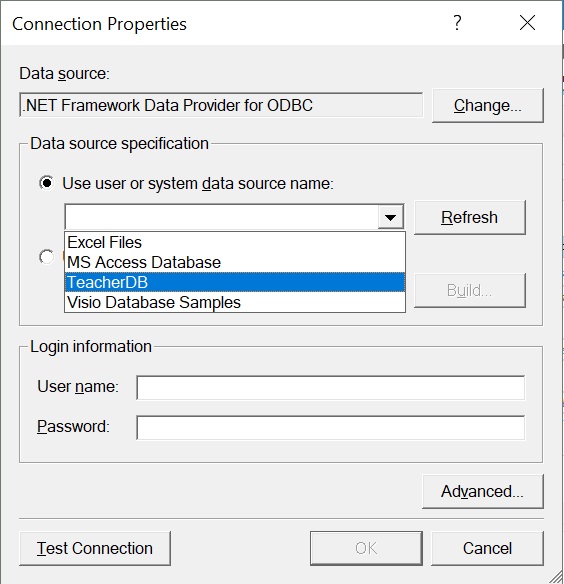 Connection Properties
?
Data source:
.NET Framework Data Provider for ODBC
Change...
Data source specification
Use user or system data source name:
Refresh
Excel Files
MS Access Database
TeacherDB
Visio Database Samples
Build...
Login information
User name:
Password:
Advanced...
Test Connection
OK
Cancel